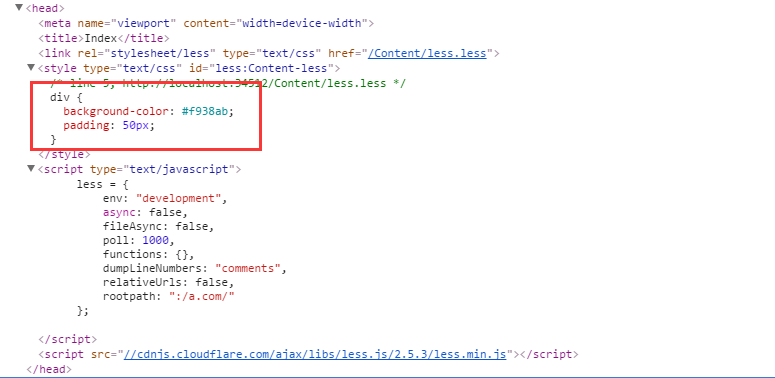 <head>
<meta name="viewport" content="width=device-width">
<title>Index</title>
<link rel="stylesheet/less" type="text/css" href="/Content/less.less">
<style type="text/css" id="less:Content-less">
/* line 5, http://localhost:34512/Content/less.less */
div {
background-color: #f938ab;
padding: 50px;
}
</style>
<script type="text/javascript">
less = {
env: "development",
async: false,
fileAsync: false,
poll: 1000,
functions: {},
dumpLineNumbers: "comments",
relativeUrls: false,
rootpath: ":/a.com/"
};
</script>
<script src="//cdnjs.cloudflare.com/ajax/libs/less.js/2.5.3/less.min.js"></script>
</head>